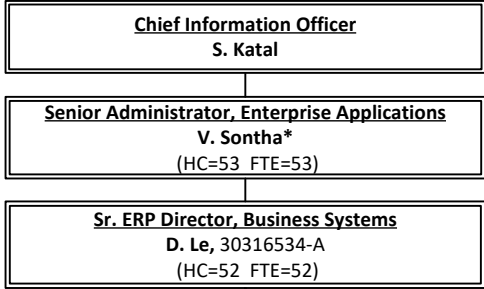 Chief Information Officer
S. Katal
Senior Administrator, Enterprise Applications
V. Sontha*
(HC=53 FTE=53)
Sr. ERP Director, Business Systems
D. Le, 30316534-A
(HC=52 FTE=52)